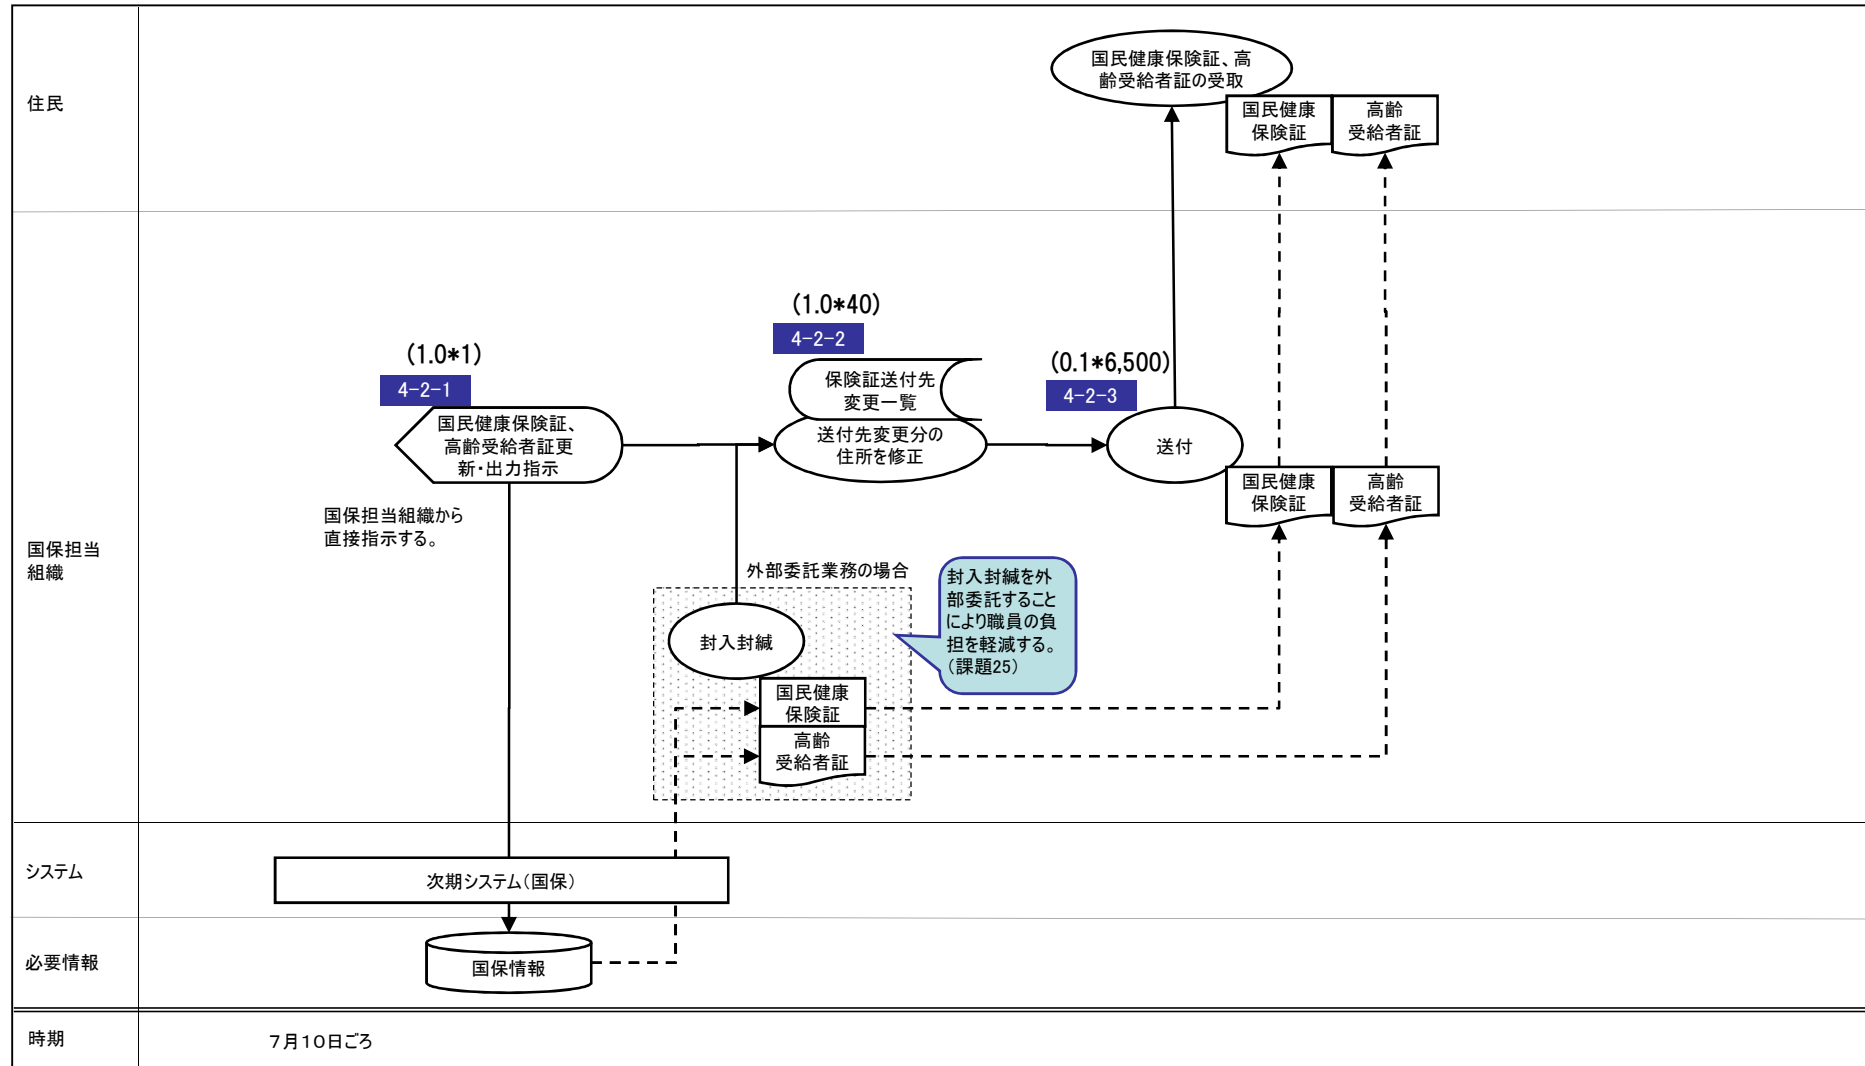 住民
国民健康保険証、高
齢受給者証の受取
国民健康
保険証
高齢
受給者証
国保担当
組織
(1.0*1)
4-2-1
国民健康保険証、
高齢受給者証更
新・出力指示
国保担当組織から
直接指示する。
(1.0*40)
4-2-2
保険証送付先
変更一覧
送付先変更分の
住所を修正
(0.1*6,500)
4-2-3
送付
国民健康
保険証
高齢
受給者証
外部委託業務の場合
封入封緘
封入封緘を外
部委託すること
により職員の負
担を軽減する。
(課題25)
国民健康
保険証
高齢
受給者証
システム
次期システム(国保)
必要情報
国保情報
時期
7月10日ごろ